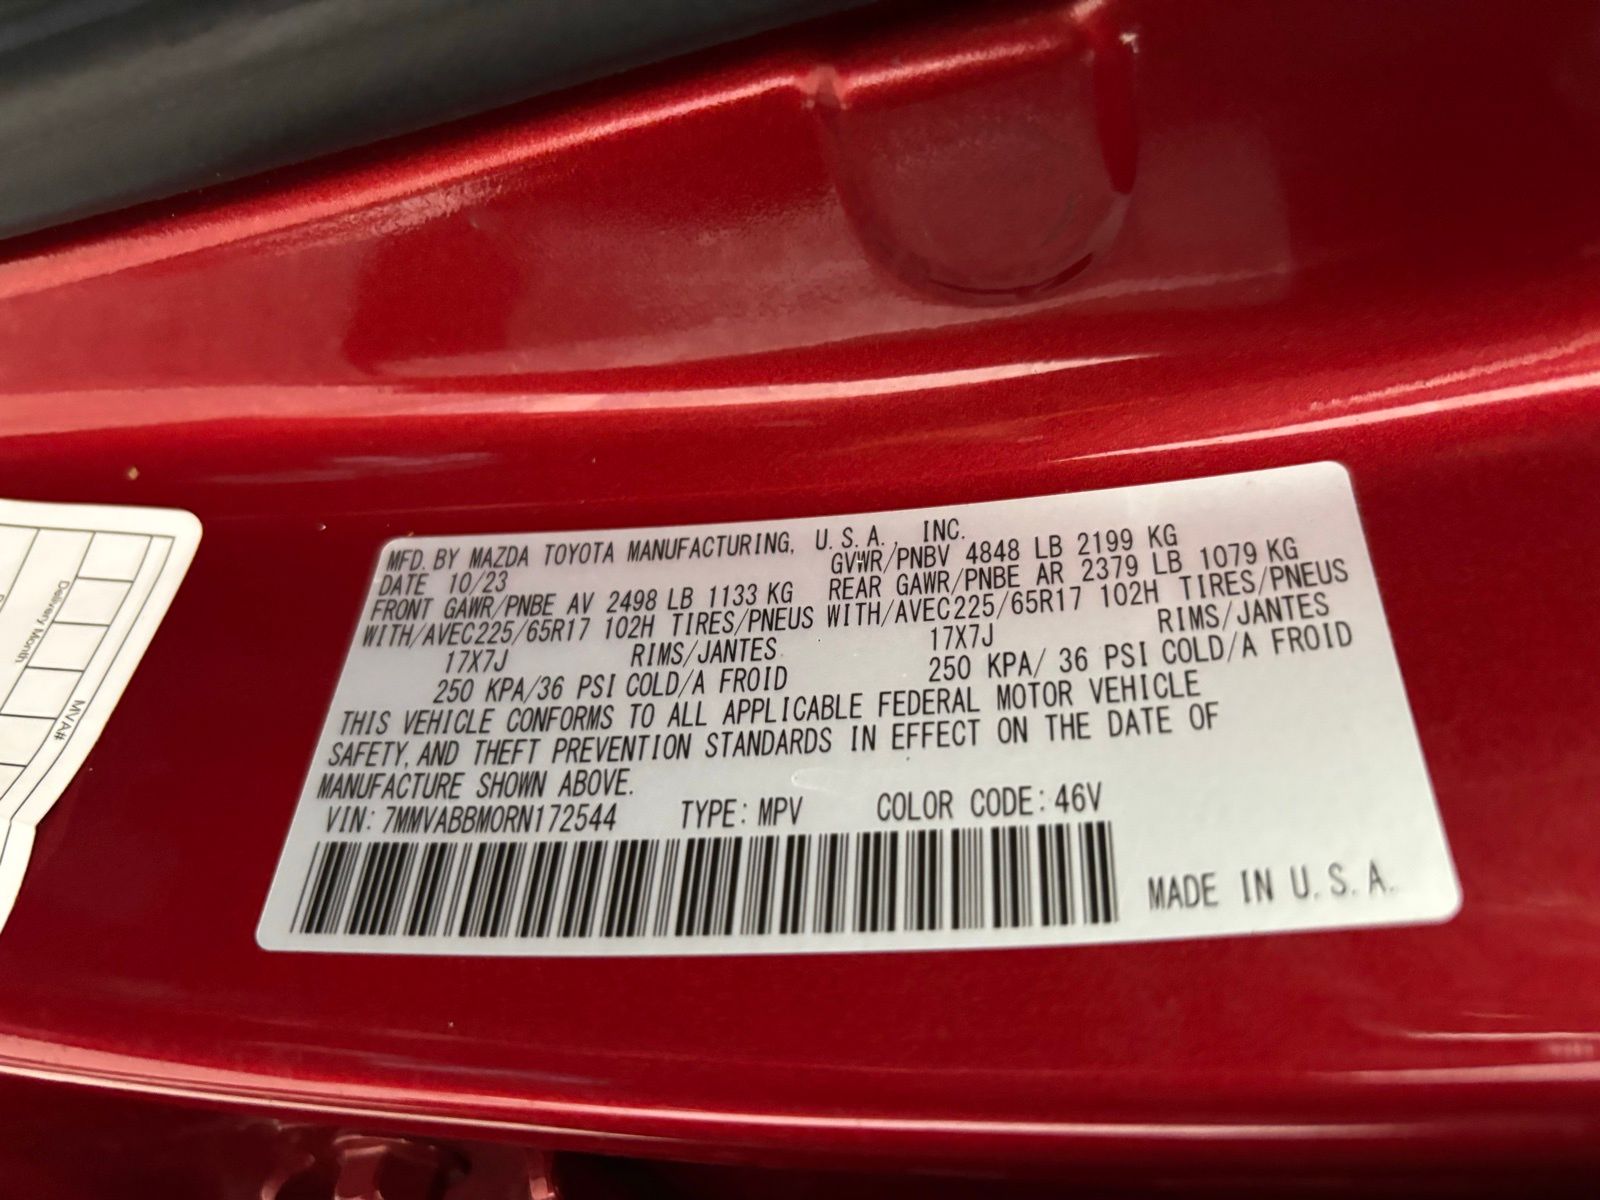 MFD. BY MAZDA TOYOTA MANUFACTURING, U.S.A., INC.
DATE 10/23 GVWR/PNBV 4848 LB 2199 KG
FRONT GAWR/PNBE AV 2498 LB 1133 KG REAR GAWR/PNBE AR 2379 LB 1079 KG
WITH/AVEC225/65R17 102H TIRES/PNEUS WITH/AVEC225/65R17 102H TIRES/PNEUS
17X7J RIMS/JANTES 17X7J RIMS/JANTES
250 KPA/36 PSI COLD/A FROID 250 KPA/ 36 PSI COLD/A FROID
THIS VEHICLE CONFORMS TO ALL APPLICABLE FEDERAL MOTOR VEHICLE
SAFETY, AND THEFT PREVENTION STANDARDS IN EFFECT ON THE DATE OF
MANUFACTURE SHOWN ABOVE.
VIN: 7MMVABBM0RN172544 TYPE: MPV COLOR CODE: 46V
MADE IN U.S.A.
Delivery Month
MVA#